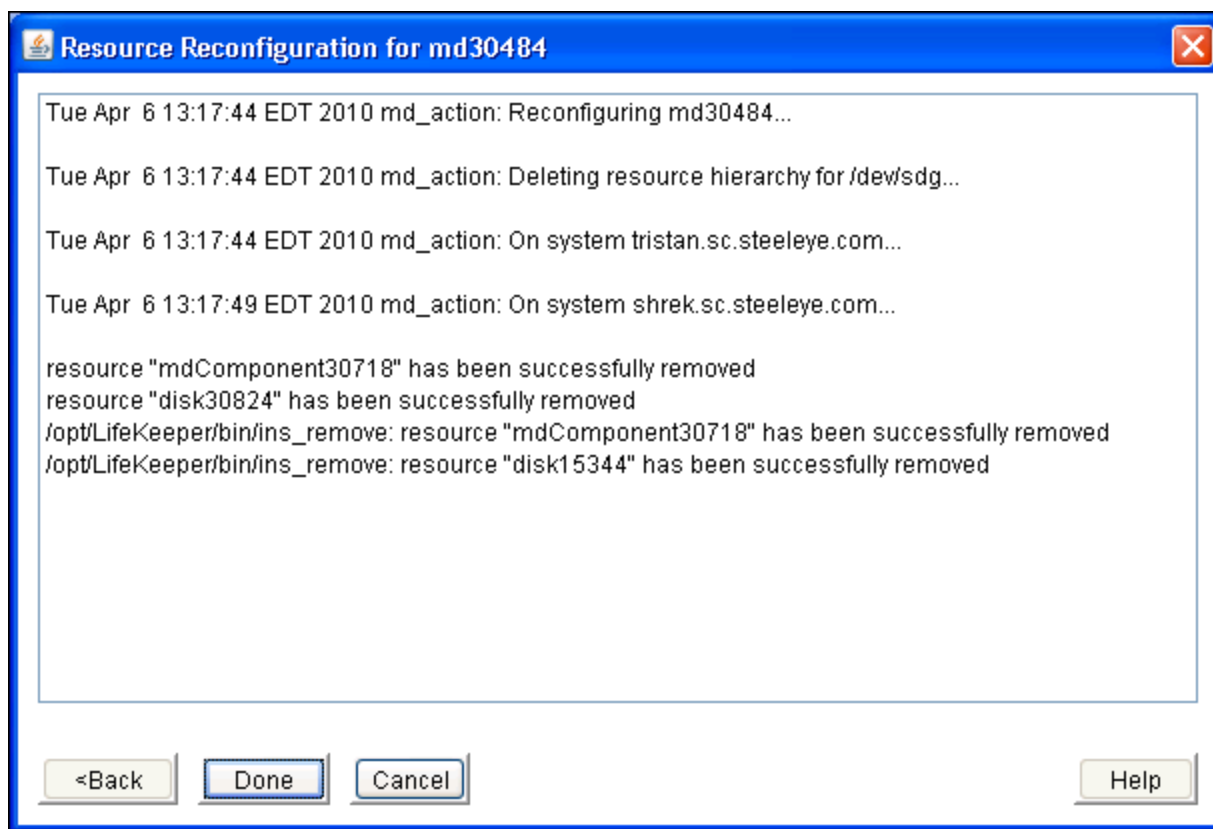 Resource Reconfiguration for md30484
Tue Apr 6 13:17:44 EDT 2010 md_action: Reconfiguring md30484...
Tue Apr 6 13:17:44 EDT 2010 md_action: Deleting resource hierarchy for /dev/sdg...
Tue Apr 6 13:17:44 EDT 2010 md_action: On system tristan.sc.steeleye.com...
Tue Apr 6 13:17:49 EDT 2010 md_action: On system shrek.sc.steeleye.com...
resource "mdComponent30718" has been successfully removed
resource "disk30824" has been successfully removed
/opt/LifeKeeper/bin/ins_remove: resource "mdComponent30718" has been successfully removed
/opt/LifeKeeper/bin/ins_remove: resource "disk15344" has been successfully removed
<Back Done Cancel Help